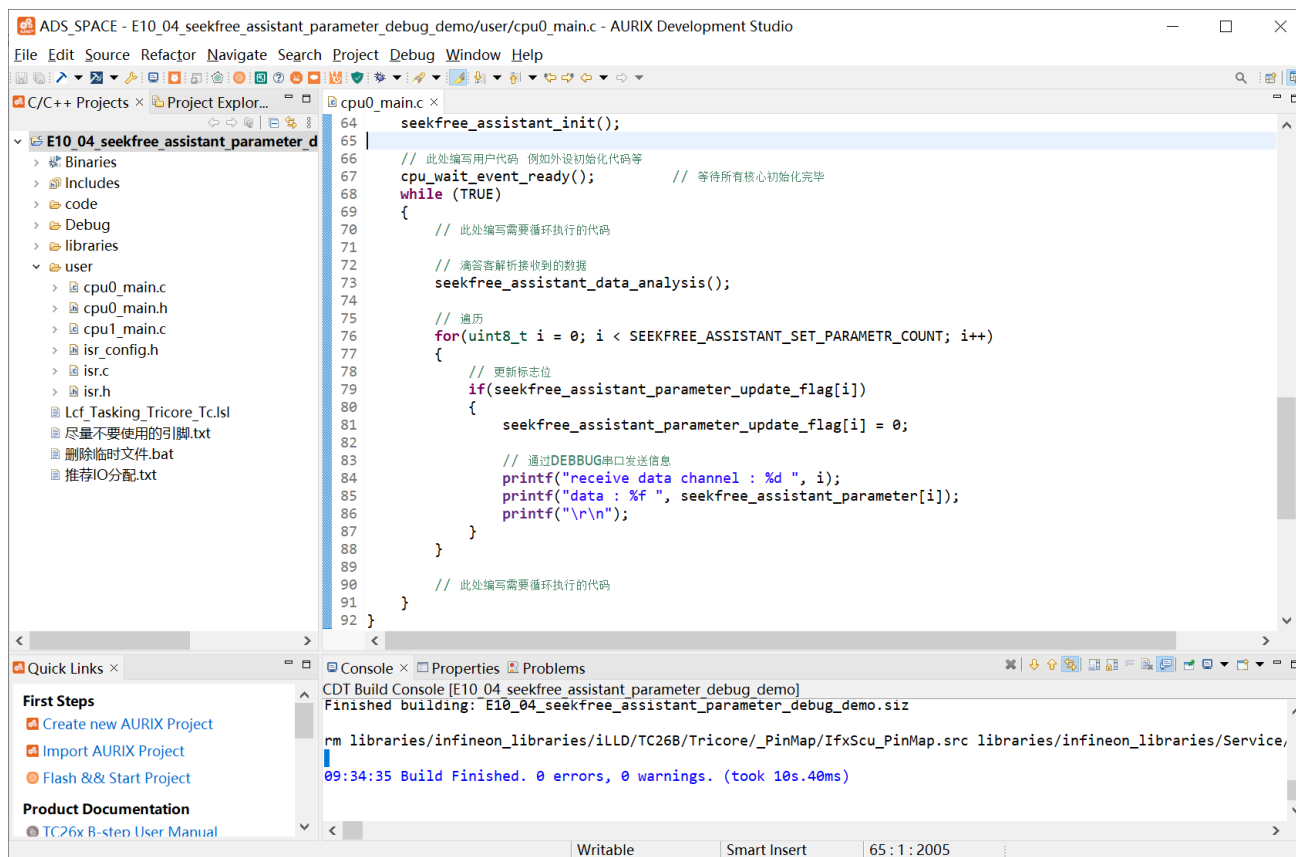 ADS_SPACE - E10_04_seekfree_assistant_parameter_debug_demo/user/cpu0_main.c - AURIX Development Studio
File Edit Source Refactor Navigate Search Project Debug Window Help
C/C++ Projects Project Explor...
E10_04_seekfree_assistant_parameter_d
Binaries
Includes
code
Debug
libraries
user
cpu0_main.c
cpu0_main.h
cpu1_main.c
isr_config.h
isr.c
isr.h
Lcf_Tasking_Tricore_Tc.lsl
尽量不要使用的引脚.txt
删除临时文件.bat
推荐IO分配.txt
cpu0_main.c
64 seekfree_assistant_init();
65
66 // 此处编写用户代码 例如外设初始化代码等
67 cpu_wait_event_ready(); // 等待所有核心初始化完毕
68 while (TRUE)
69 {
70 // 此处编写需要循环执行的代码
71
72 // 滴答客解析接收到的数据
73 seekfree_assistant_data_analysis();
74
75 // 遍历
76 for(uint8_t i = 0; i < SEEKFREE_ASSISTANT_SET_PARAMETR_COUNT; i++)
77 {
78 // 更新标志位
79 if(seekfree_assistant_parameter_update_flag[i])
80 {
81 seekfree_assistant_parameter_update_flag[i] = 0;
82
83 // 通过DEBBUG串口发送信息
84 printf("receive data channel : %d ", i);
85 printf("data : %f ", seekfree_assistant_parameter[i]);
86 printf("\r\n");
87 }
88 }
89
90 // 此处编写需要循环执行的代码
91 }
92 }
Quick Links
First Steps
Create new AURIX Project
Import AURIX Project
Flash && Start Project
Product Documentation
TC26x B-step User Manual
Console Properties Problems
CDT Build Console [E10_04_seekfree_assistant_parameter_debug_demo]
Finished building: E10_04_seekfree_assistant_parameter_debug_demo.siz
rm libraries/infineon_libraries/iLLD/TC26B/Tricore/_PinMap/IfxScu_PinMap.src libraries/infineon_libraries/Service/
09:34:35 Build Finished. 0 errors, 0 warnings. (took 10s.40ms)
Writable Smart Insert 65 : 1 : 2005